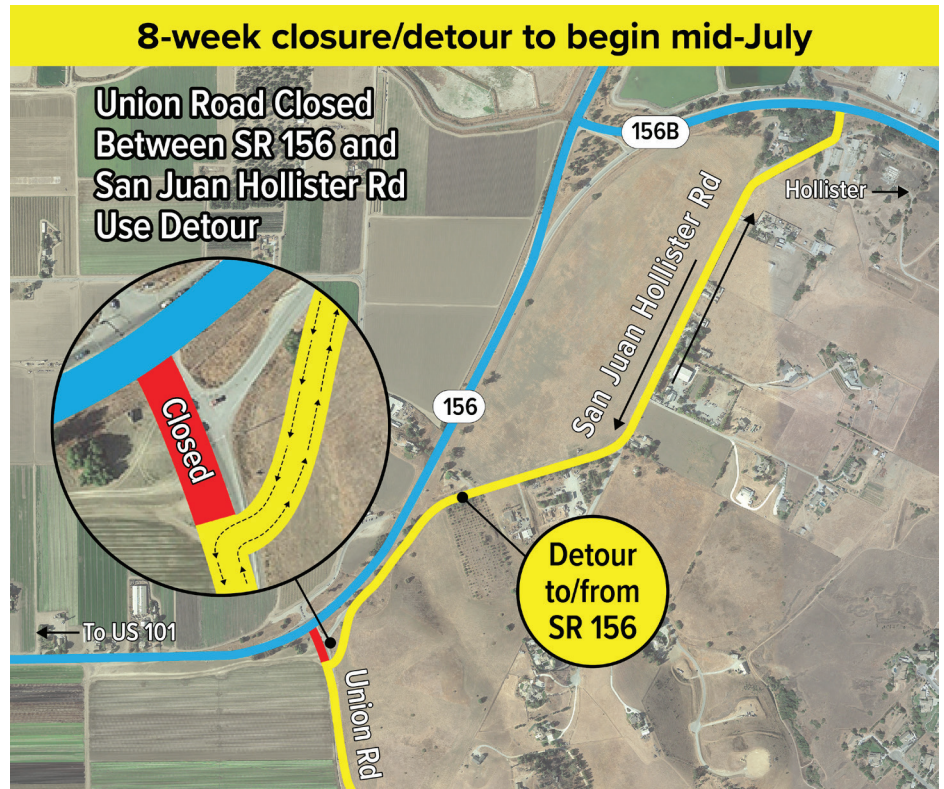 8-week closure/detour to begin mid-July
Union Road Closed
Between SR 156 and
San Juan Hollister Rd
Use Detour
156B
Hollister
San Juan Hollister Rd
156
Closed
Detour
to/from
SR 156
To US 101
Union Rd